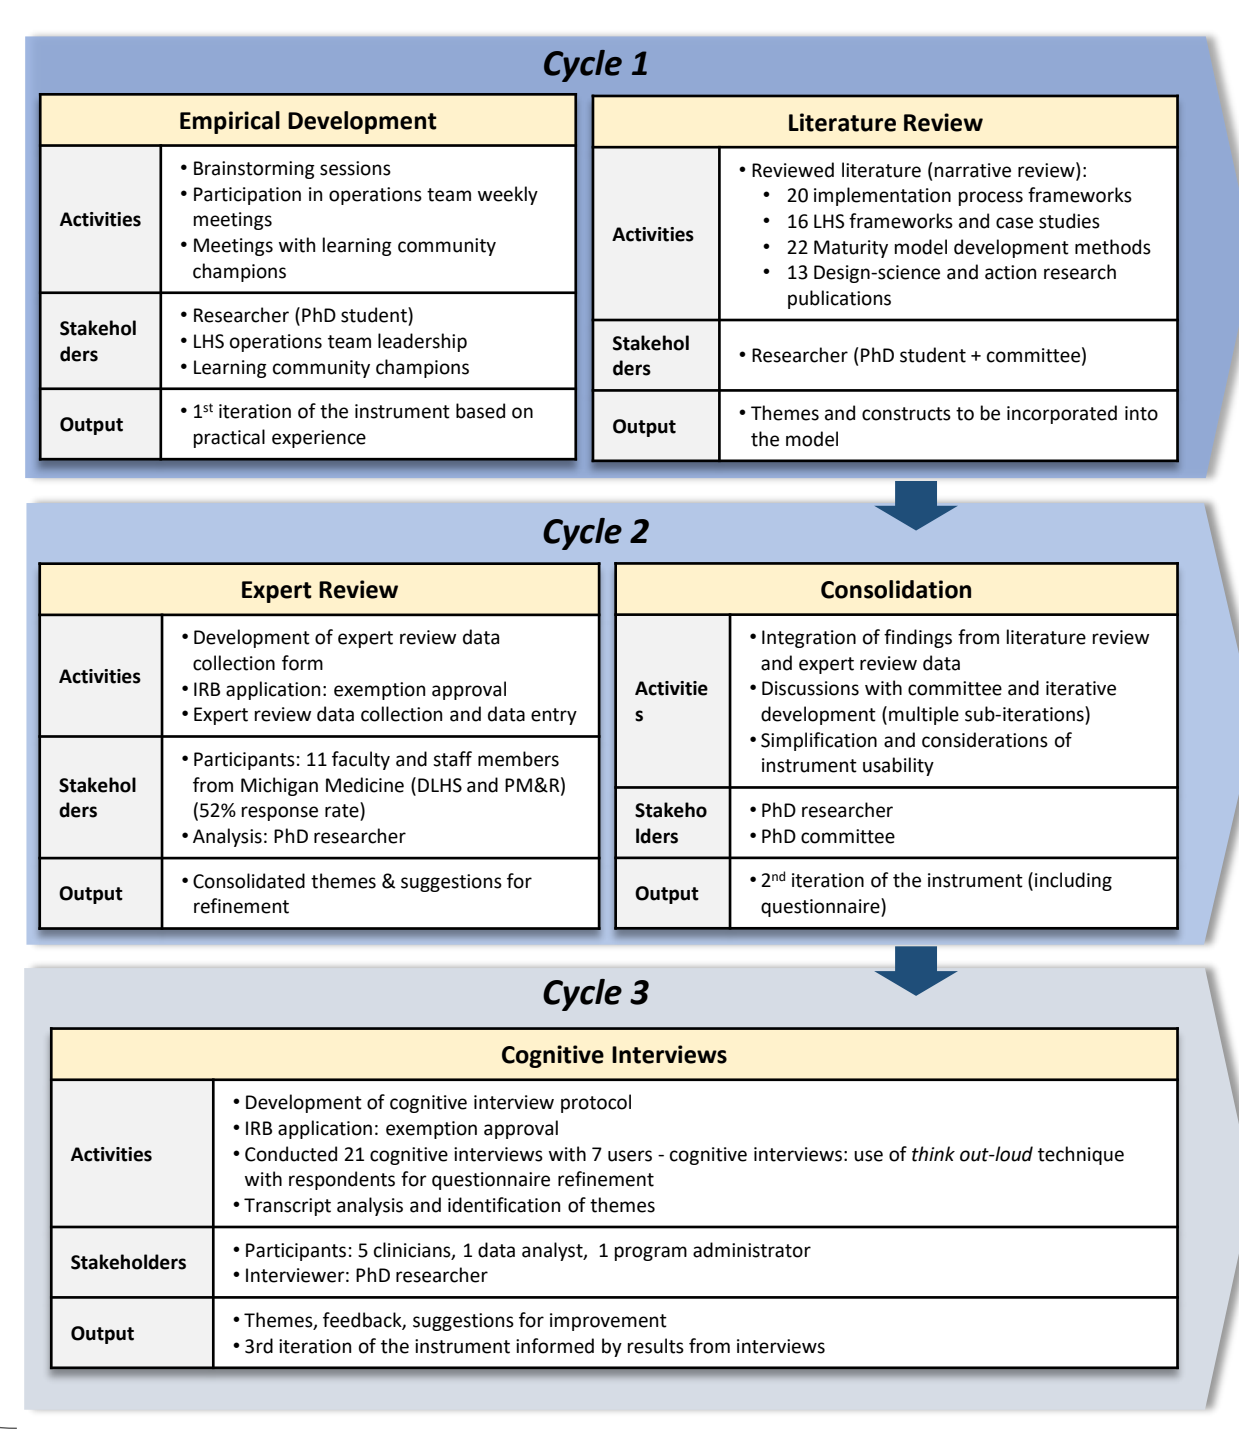 Cycle 1
Empirical Development
Activities
• Brainstorming sessions
• Participation in operations team weekly
meetings
• Meetings with learning community
champions
Stakehol
ders
• Researcher (PhD student)
• LHS operations team leadership
• Learning community champions
Output
• 1st iteration of the instrument based on
practical experience
Literature Review
Activities
• Reviewed literature (narrative review):
• 20 implementation process frameworks
• 16 LHS frameworks and case studies
• 22 Maturity model development methods
• 13 Design-science and action research
publications
Stakehol
ders
• Researcher (PhD student + committee)
Output
• Themes and constructs to be incorporated into
the model
Cycle 2
Expert Review
Activities
• Development of expert review data
collection form
• IRB application: exemption approval
• Expert review data collection and data entry
Stakehol
ders
• Participants: 11 faculty and staff members
from Michigan Medicine (DLHS and PM&R)
(52% response rate)
• Analysis: PhD researcher
Output
• Consolidated themes & suggestions for
refinement
Consolidation
Activitie
s
• Integration of findings from literature review
and expert review data
• Discussions with committee and iterative
development (multiple sub-iterations)
• Simplification and considerations of
instrument usability
Stakeho
lders
• PhD researcher
• PhD committee
Output
• 2nd iteration of the instrument (including
questionnaire)
Cycle 3
Cognitive Interviews
Activities
• Development of cognitive interview protocol
• IRB application: exemption approval
• Conducted 21 cognitive interviews with 7 users - cognitive interviews: use of think out-loud technique
with respondents for questionnaire refinement
• Transcript analysis and identification of themes
Stakeholders
• Participants: 5 clinicians, 1 data analyst, 1 program administrator
• Interviewer: PhD researcher
Output
• Themes, feedback, suggestions for improvement
• 3rd iteration of the instrument informed by results from interviews